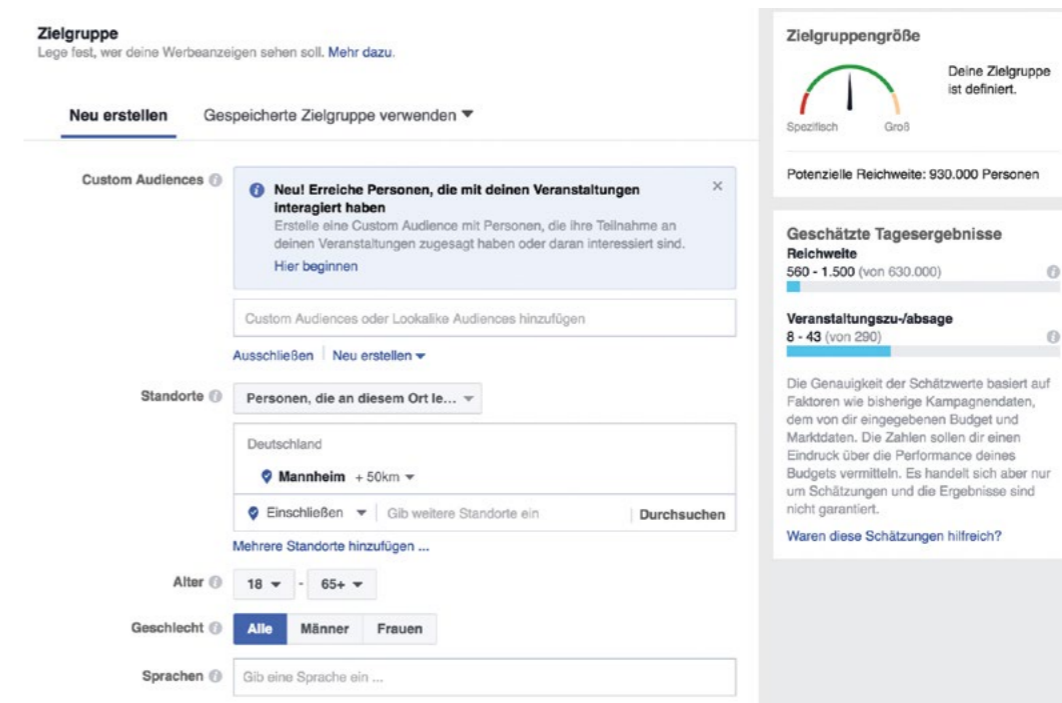 Zielgruppe
Lege fest, wer deine Werbeanzeigen sehen soll. Mehr dazu.
Neu erstellen Gespeicherte Zielgruppe verwenden
Custom Audiences
Neu! Erreiche Personen, die mit deinen Veranstaltungen
interagiert haben
Erstelle eine Custom Audience mit Personen, die ihre Teilnahme an
deinen Veranstaltungen zugesagt haben oder daran interessiert sind.
Hier beginnen
Custom Audiences oder Lookalike Audiences hinzufügen
Ausschließen Neu erstellen
Standorte Personen, die an diesem Ort le...
Deutschland
Mannheim + 50km
Einschließen Gib weitere Standorte ein Durchsuchen
Mehrere Standorte hinzufügen ...
Alter 18 - 65+
Geschlecht Alle Männer Frauen
Sprachen Gib eine Sprache ein ...
Zielgruppengröße
Deine Zielgruppe
ist definiert.
Spezifisch Groß
Potenzielle Reichweite: 930.000 Personen
Geschätzte Tagesergebnisse
Reichweite
560 - 1.500 (von 630.000)
Veranstaltungszu-/absage
8 - 43 (von 290)
Die Genauigkeit der Schätzwerte basiert auf
Faktoren wie bisherige Kampagnendaten,
dem von dir eingegebenen Budget und
Marktdaten. Die Zahlen sollen dir einen
Eindruck über die Performance deines
Budgets vermitteln. Es handelt sich aber nur
um Schätzungen und die Ergebnisse sind
nicht garantiert.
Waren diese Schätzungen hilfreich?